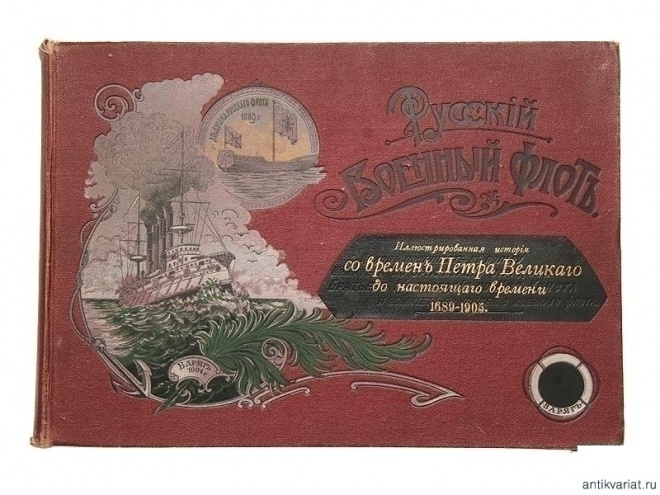 Русскій
Военный Флотъ.
1689 г.
Иллюстрированная исторія
со временъ Петра Великаго
до настоящаго времени
1689-1905.
Варягъ
1904 г.
ВАРЯГЪ
antikvariat.ru